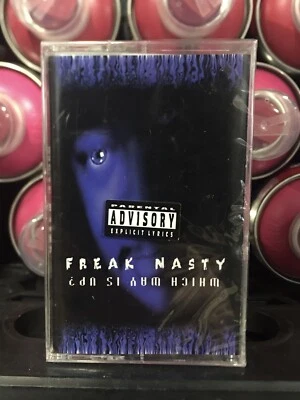 PARENTAL
ADVISORY
EXPLICIT LYRICS
FREAK NASTY
WHICH WAY IS UP?